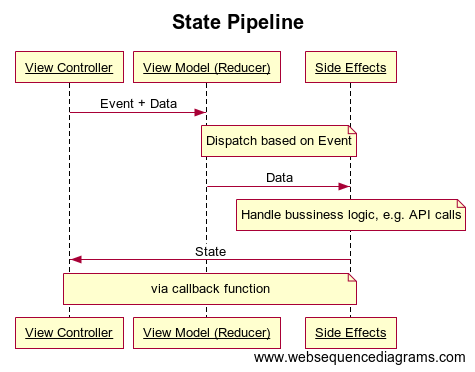 State Pipeline
View Controller
View Model (Reducer)
Side Effects
Event + Data
Dispatch based on Event
Data
Handle bussiness logic, e.g. API calls
State
via callback function
View Controller
View Model (Reducer)
Side Effects
www.websequencediagrams.com